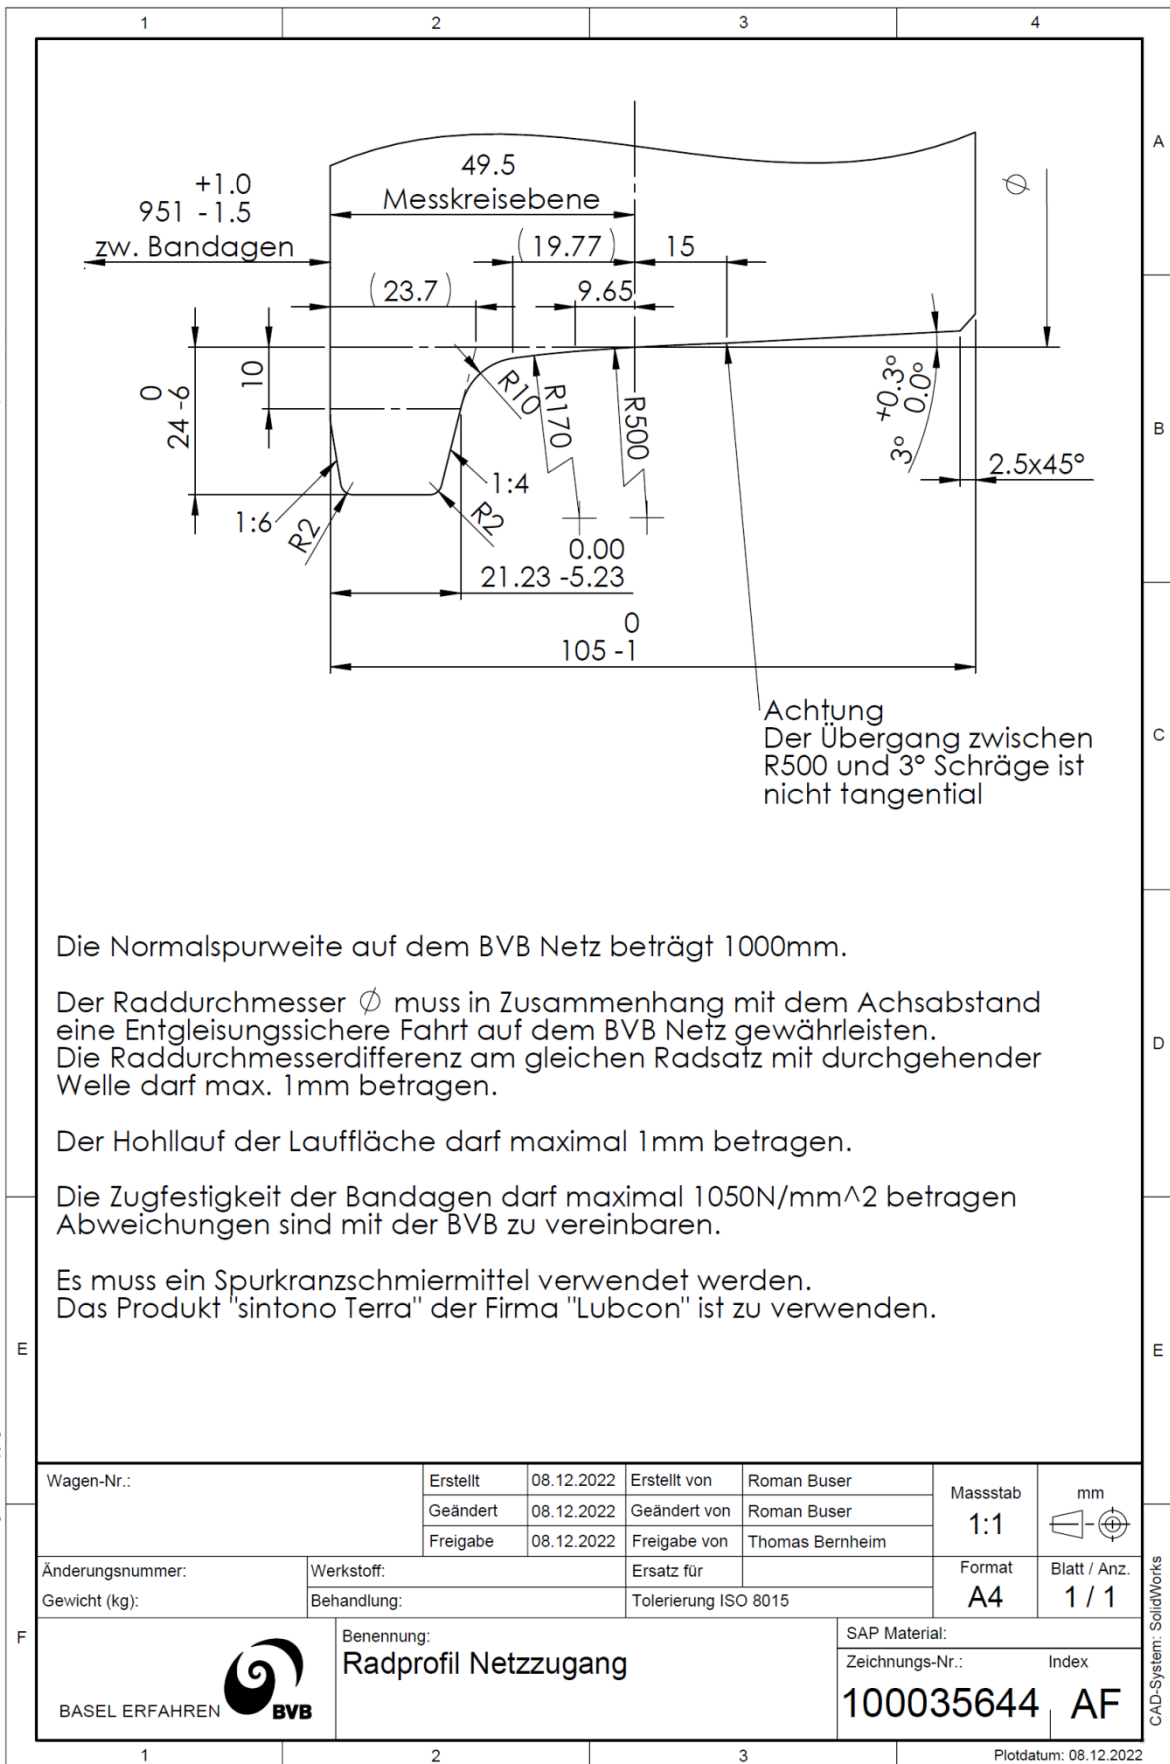 1 2 3 4
A
49.5
Messkreisebene
+1.0
951 -1.5
zw. Bandagen
(19.77) 15
(23.7) 9.65
∅
0
24 -6
10
R10
R170
R500
+0.3°
3° 0.0°
B
2.5x45°
1:6
R2
1:4
R2
0.00
21.23 -5.23
0
105 -1
Achtung
Der Übergang zwischen
R500 und 3° Schräge ist
nicht tangential
C
Die Normalspurweite auf dem BVB Netz beträgt 1000mm.
Der Raddurchmesser ∅ muss in Zusammenhang mit dem Achsabstand
eine Entgleisungssichere Fahrt auf dem BVB Netz gewährleisten.
Die Raddurchmesserdifferenz am gleichen Radsatz mit durchgehender
Welle darf max. 1mm betragen.
D
Der Hohllauf der Lauffläche darf maximal 1mm betragen.
Die Zugfestigkeit der Bandagen darf maximal 1050N/mm^2 betragen
Abweichungen sind mit der BVB zu vereinbaren.
Es muss ein Spurkranzschmiermittel verwendet werden.
Das Produkt "sintono Terra" der Firma "Lubcon" ist zu verwenden.
E E
Wagen-Nr.:
Erstellt 08.12.2022 Erstellt von Roman Buser
Geändert 08.12.2022 Geändert von Roman Buser
Freigabe 08.12.2022 Freigabe von Thomas Bernheim
Massstab
1:1
mm
Änderungsnummer:
Gewicht (kg):
Werkstoff:
Behandlung:
Ersatz für
Tolerierung ISO 8015
Format
A4
Blatt / Anz.
1 / 1
F
BASEL ERFAHREN BVB
Benennung:
Radprofil Netzzugang
SAP Material:
Zeichnungs-Nr.: Index
100035644 AF
CAD-System: SolidWorks
1 2 3
Plotdatum: 08.12.2022